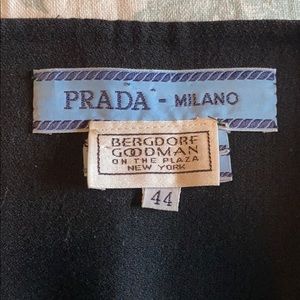 PRADA - MILANO
BERGDORF
GOODMAN
ON THE PLAZA
NEW YORK
44